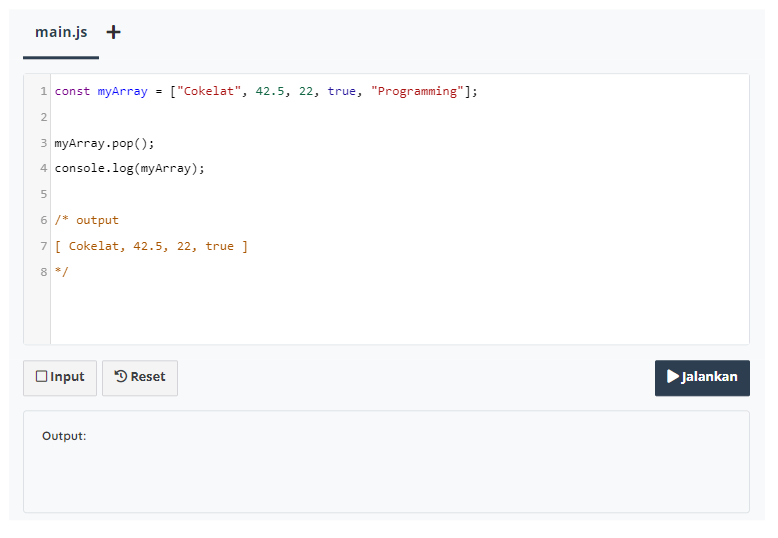 main.js +
1 const myArray = ["Cokelat", 42.5, 22, true, "Programming"];
2
3 myArray.pop();
4 console.log(myArray);
5
6 /* output
7 [ Cokelat, 42.5, 22, true ]
8 */
Input Reset Jalankan
Output: